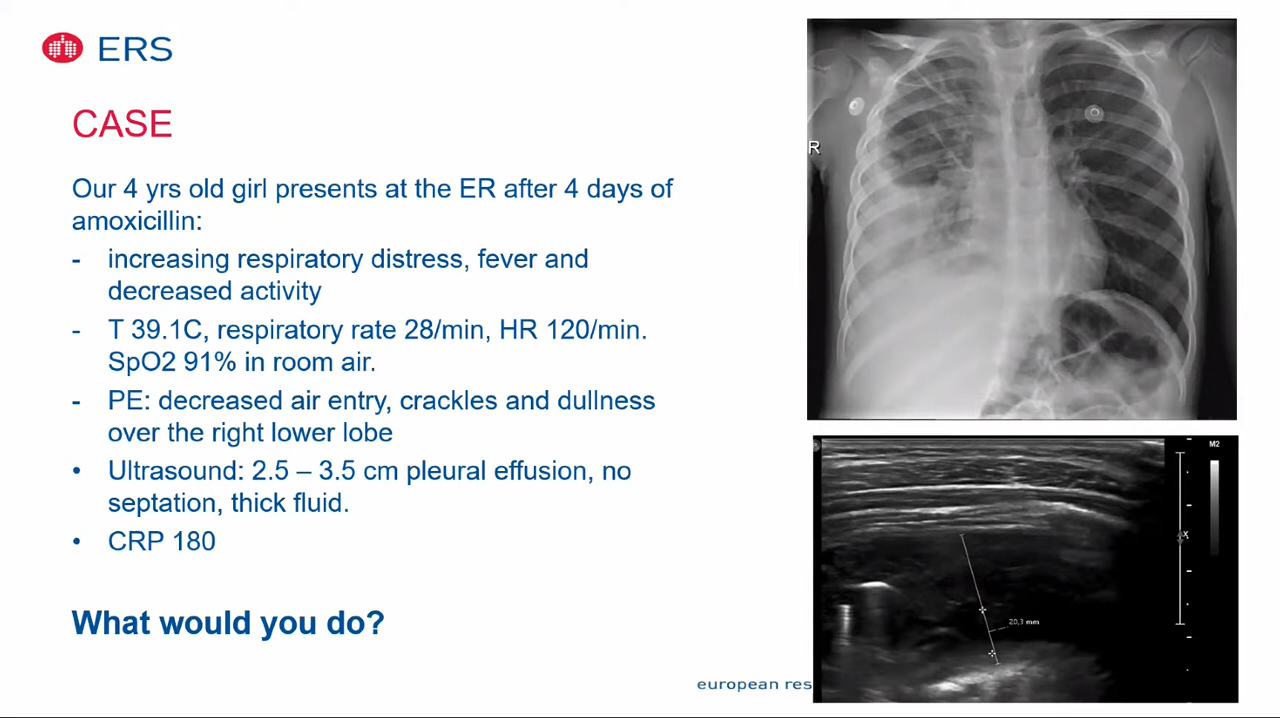 ERS
CASE
Our 4 yrs old girl presents at the ER after 4 days of
amoxicillin:
- increasing respiratory distress, fever and
decreased activity
- T 39.1C, respiratory rate 28/min, HR 120/min.
SpO2 91% in room air.
- PE: decreased air entry, crackles and dullness
over the right lower lobe
• Ultrasound: 2.5 – 3.5 cm pleural effusion, no
septation, thick fluid.
• CRP 180
What would you do?
european res
R
M2
X
20,3 mm